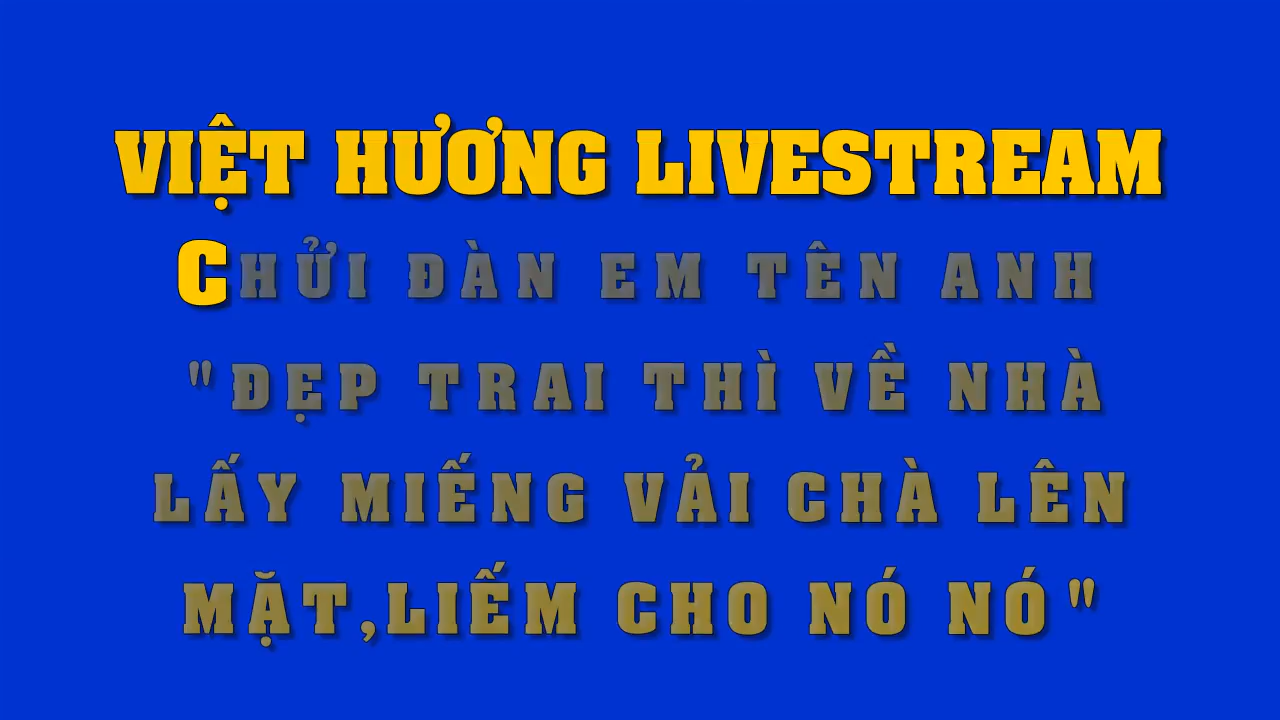 VIỆT HƯƠNG LIVESTREAM
CHỬI ĐÀN EM TÊN ANH
"ĐẸP TRAI THÌ VỀ NHÀ
LẤY MIẾNG VẢI CHÀ LÊN
MẶT,LIẾM CHO NÓ NÓ"